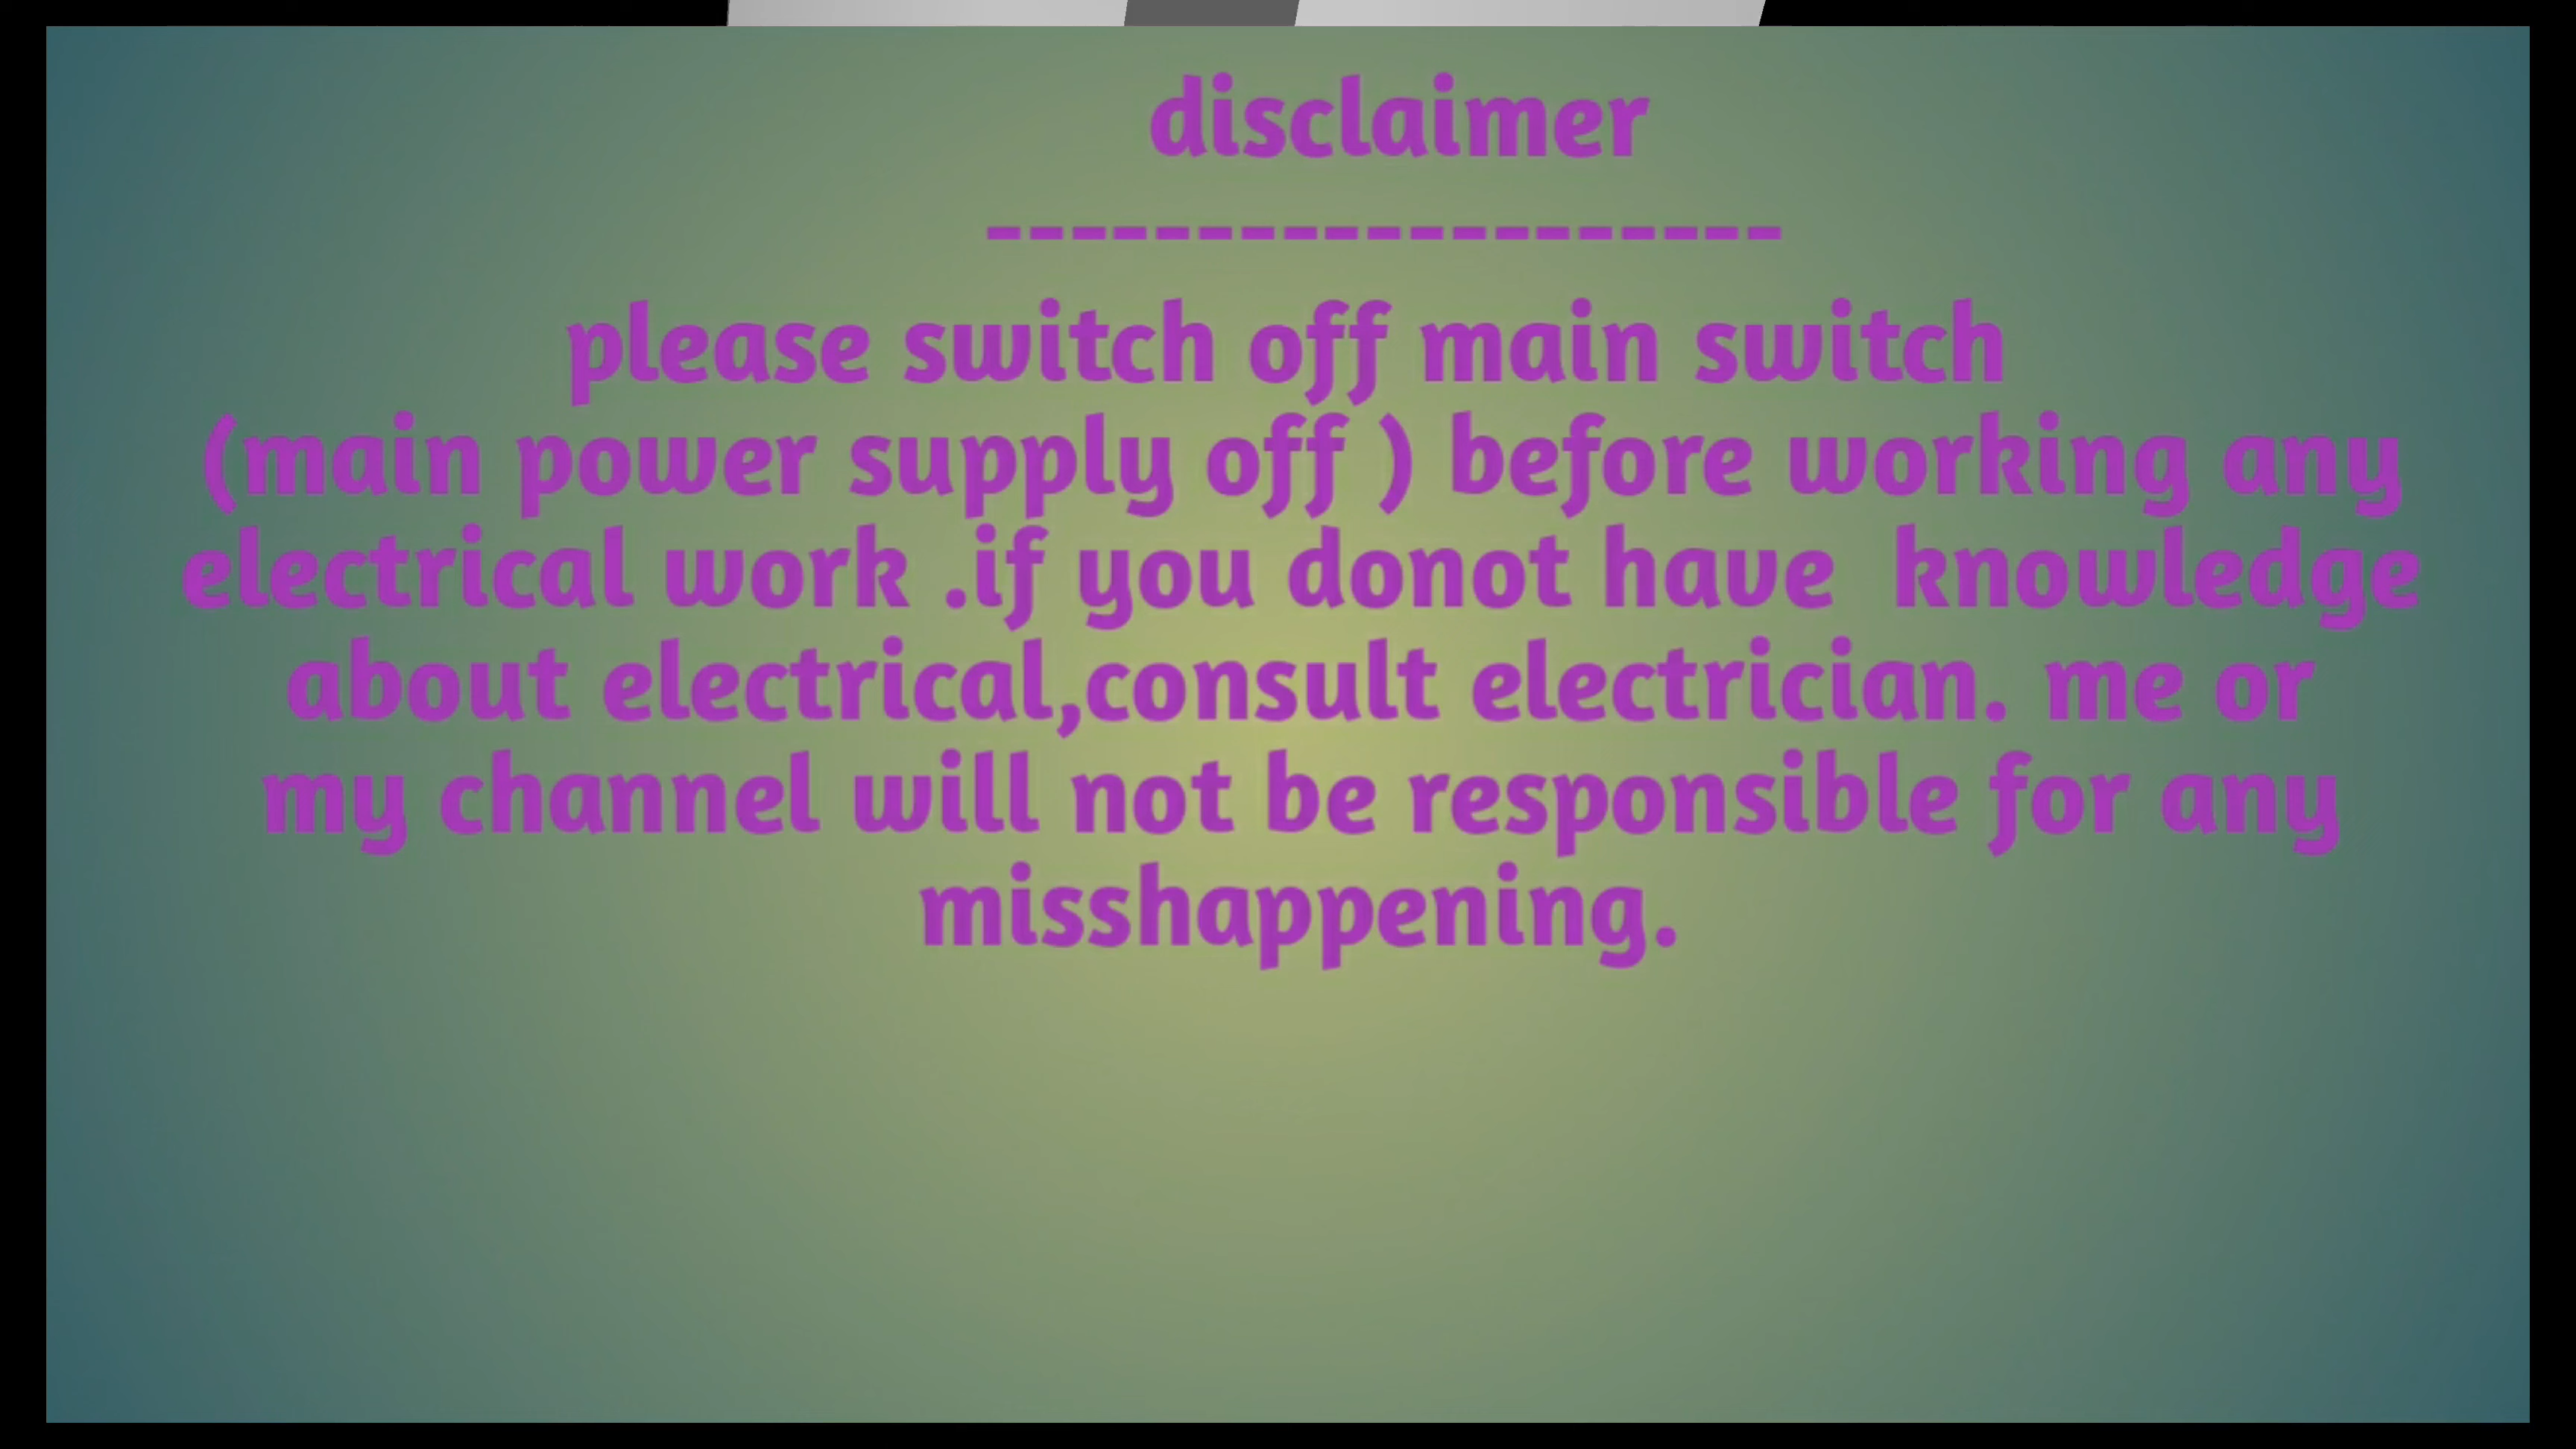 disclaimer
-------------------
please switch off main switch
(main power supply off ) before working any
electrical work .if you donot have  knowledge
about electrical,consult electrician. me or
my channel will not be responsible for any
misshappening.